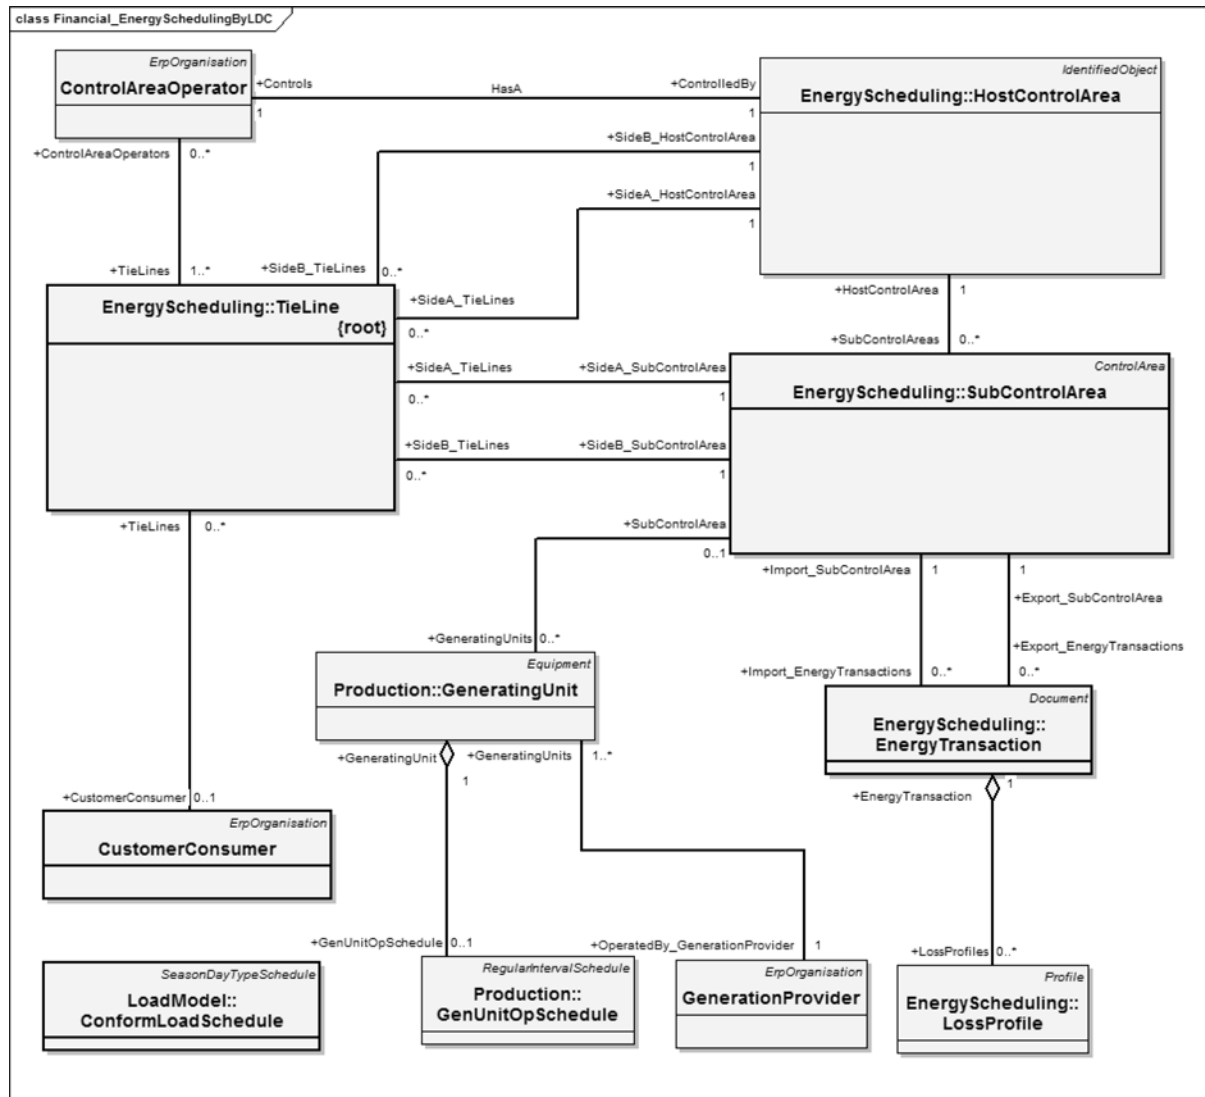 class Financial_EnergySchedulingByLDC
ErpOrganisation
ControlAreaOperator
+Controls
1
HasA
+ControlledBy
1
IdentifiedObject
EnergyScheduling::HostControlArea
+SideB_HostControlArea
1
+SideA_HostControlArea
1
+ControlAreaOperators
0..*
+TieLines
1..*
+SideB_TieLines
0..*
EnergyScheduling::TieLine
{root}
+SideA_TieLines
0..*
+HostControlArea
1
+SubControlAreas
0..*
+SideA_TieLines
0..*
+SideA_SubControlArea
1
ControlArea
EnergyScheduling::SubControlArea
+SideB_TieLines
0..*
+SideB_SubControlArea
1
+TieLines
0..*
+SubControlArea
0..1
+Import_SubControlArea
1
1
+Export_SubControlArea
+GeneratingUnits
0..*
+Export_EnergyTransactions
0..*
+Import_EnergyTransactions
0..*
Equipment
Production::GeneratingUnit
Document
EnergyScheduling::
EnergyTransaction
+GeneratingUnit
1
+GeneratingUnits
1..*
+EnergyTransaction
1
+CustomerConsumer
0..1
ErpOrganisation
CustomerConsumer
+GenUnitOpSchedule
0..1
+OperatedBy_GenerationProvider
1
+LossProfiles
0..*
SeasonDayTypeSchedule
LoadModel::
ConformLoadSchedule
RegularIntervalSchedule
Production::
GenUnitOpSchedule
ErpOrganisation
GenerationProvider
Profile
EnergyScheduling::
LossProfile